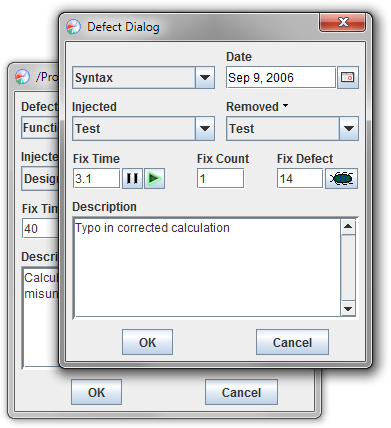 Defect Dialog
Date
Syntax
Sep 9, 2006
Injected
Removed
Test
Test
Fix Time
Fix Count
Fix Defect
3.1
1
14
Description
Typo in corrected calculation
OK
Cancel
/Pro
Defect
Functi
Injecte
Desig
Fix Tim
40
Descri
Calcul
misun
OK
Cancel